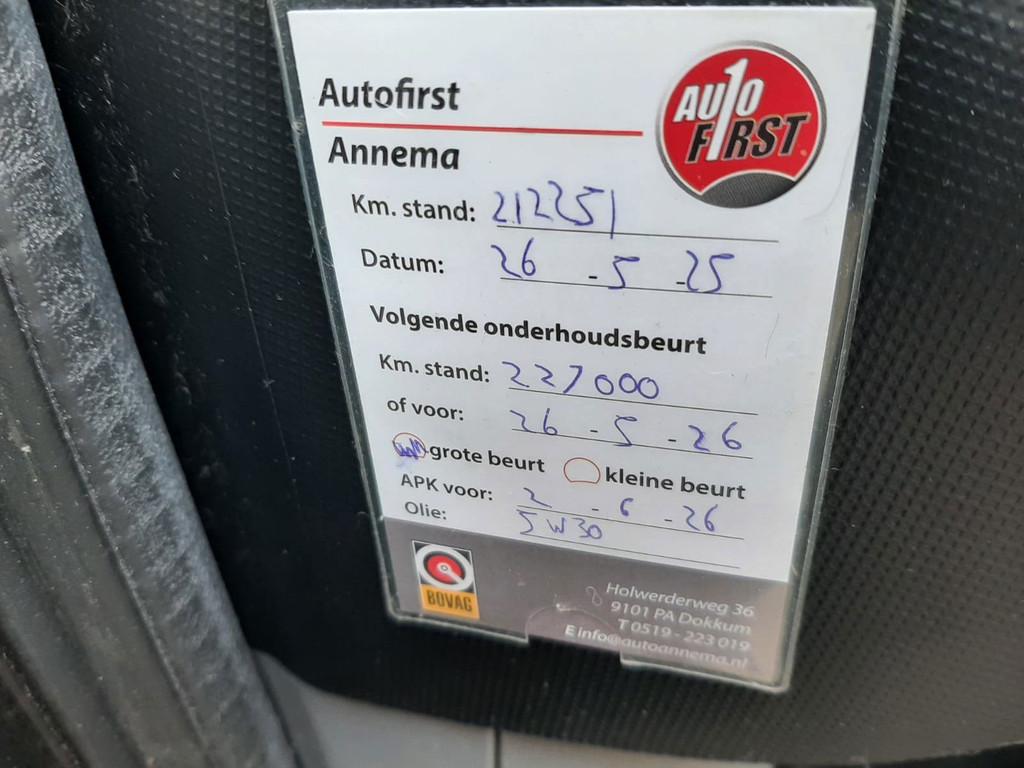 Autofirst
AUTO
F1RST
Annema
Km. stand: 212251
Datum: 26 - 5 - 25
Volgende onderhoudsbeurt
Km. stand: 227000
of voor: 26 - 5 - 26
grote beurt kleine beurt
APK voor: 2 - 6 - 26
Olie: 5W30
BOVAG
Holwerderweg 36
9101 PA Dokkum
T 0519 - 223 019
E info@autoannema.nl